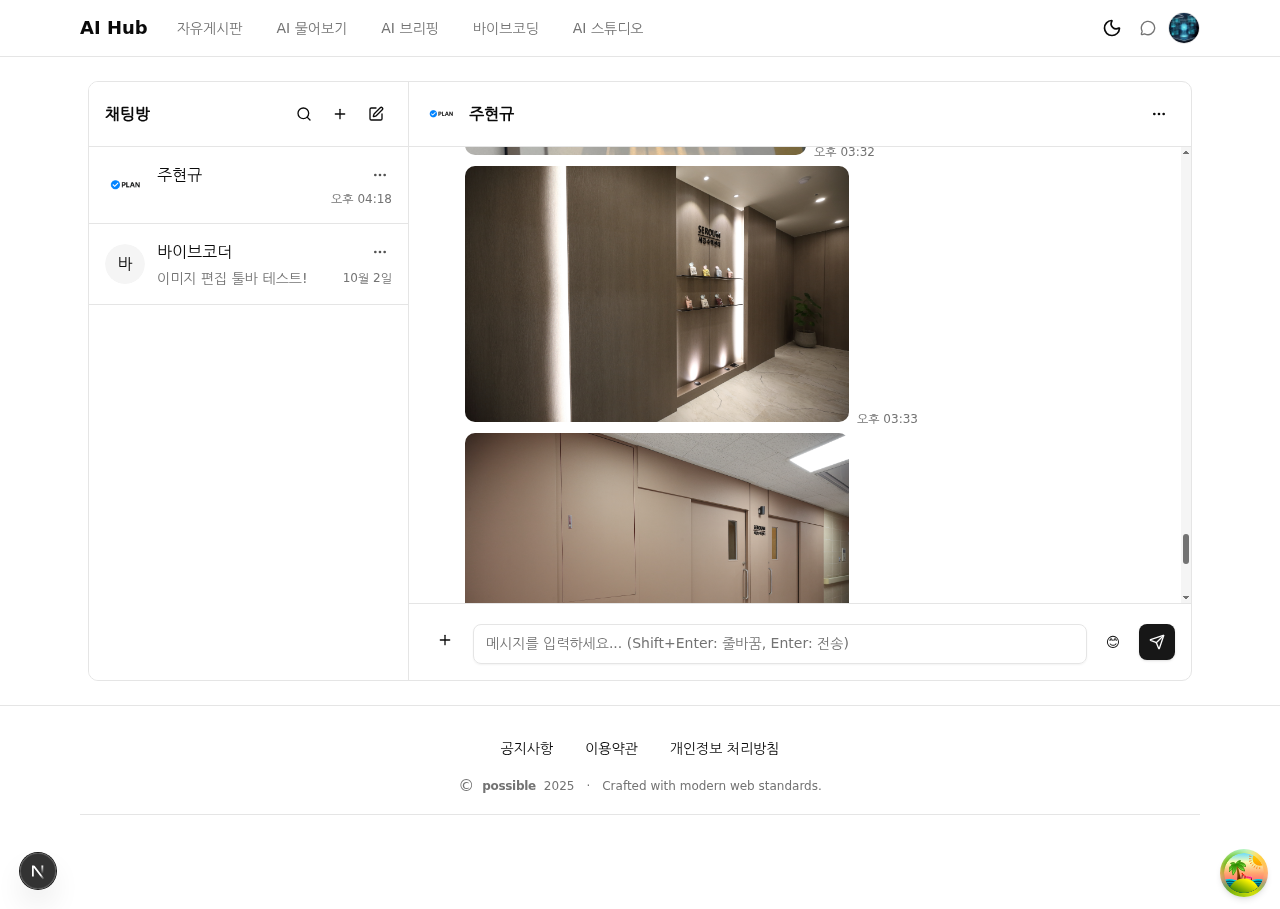 AI Hub
자유게시판
AI 물어보기
AI 브리핑
바이브코딩
AI 스튜디오
채팅방
PLAN
주현규
오후 04:18
바
바이브코더
이미지 편집 툴바 테스트!
10월 2일
PLAN
주현규
오후 03:32
오후 03:33
메시지를 입력하세요... (Shift+Enter: 줄바꿈, Enter: 전송)
공지사항
이용약관
개인정보 처리방침
© possible 2025 · Crafted with modern web standards.
N